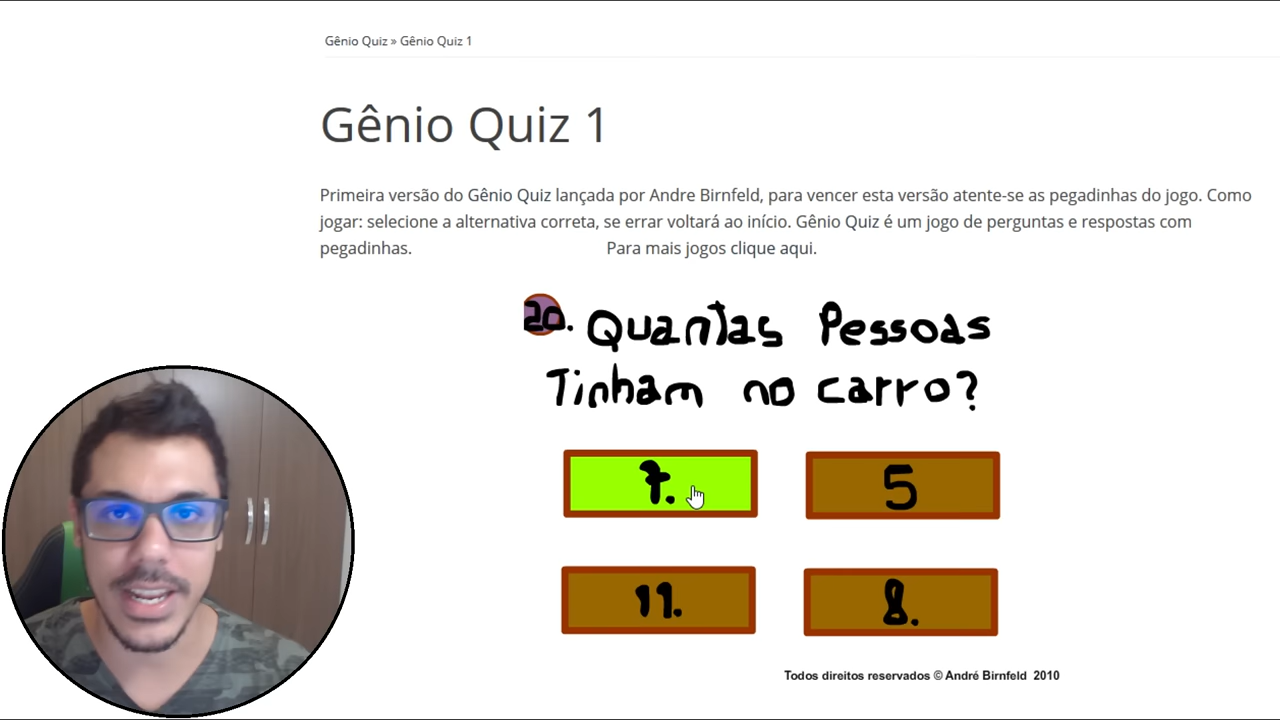 Gênio Quiz » Gênio Quiz 1
Gênio Quiz 1
Primeira versão do Gênio Quiz lançada por Andre Birnfeld, para vencer esta versão atente-se as pegadinhas do jogo. Como
jogar: selecione a alternativa correta, se errar voltará ao início. Gênio Quiz é um jogo de perguntas e respostas com
pegadinhas. Para mais jogos clique aqui.
20. Quantas Pessoas
Tinham no carro?
7. 5
11. 8.
Todos direitos reservados © André Birnfeld 2010